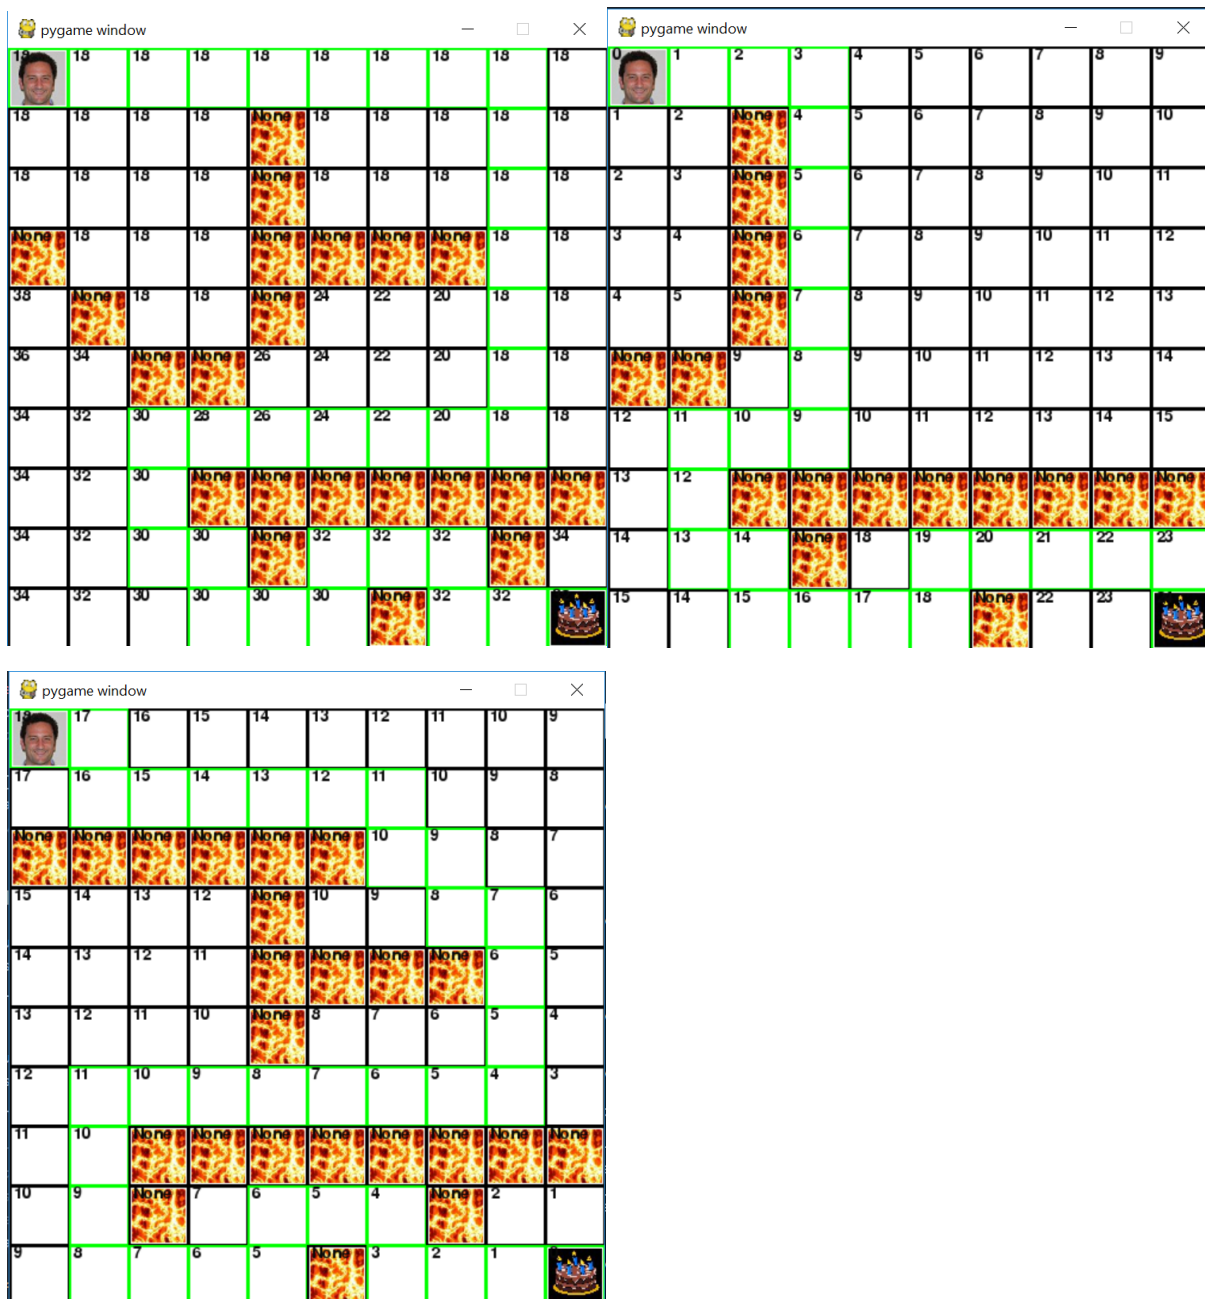 pygame window
18 18 18 18 18 18 18 18 18 18
18 18 18 18 None 18 18 18 18 18
18 18 18 18 None 18 18 18 18 18
None 18 18 18 None None None None 18 18
38 None 18 18 None 24 22 20 18 18
36 34 None None 26 24 22 20 18 18
34 32 30 28 26 24 22 20 18 18
34 32 30 None None None None None None None
34 32 30 30 None 32 32 32 None 34
34 32 30 30 30 30 None 32 32
pygame window
0 1 2 3 4 5 6 7 8 9
1 2 None 4 5 6 7 8 9 10
2 3 None 5 6 7 8 9 10 11
3 4 None 6 7 8 9 10 11 12
4 5 None 7 8 9 10 11 12 13
None None 9 8 9 10 11 12 13 14
12 11 10 9 10 11 12 13 14 15
13 12 None None None None None None None None
14 13 14 None 18 19 20 21 22 23
15 14 15 16 17 18 None 22 23
pygame window
18 17 16 15 14 13 12 11 10 9
17 16 15 14 13 12 11 10 9 8
None None None None None None 10 9 8 7
15 14 13 12 None 10 9 8 7 6
14 13 12 11 None None None None 6 5
13 12 11 10 None 8 7 6 5 4
12 11 10 9 8 7 6 5 4 3
11 10 None None None None None None None None
10 9 None 7 6 5 4 None 2 1
9 8 7 6 5 None 3 2 1